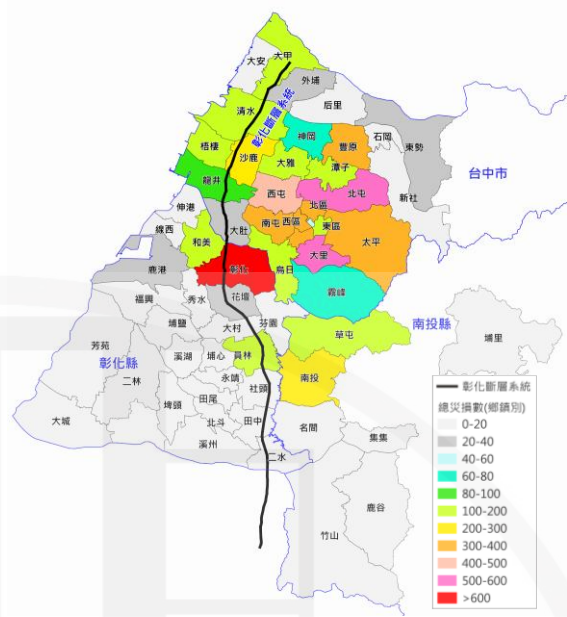 大甲
大安
外埔
后里
彰化斷層系統
清水
神岡
豐原
石岡
東勢
梧棲
沙鹿
大雅
潭子
台中市
龍井
西屯
北屯
新社
伸港
北區
南屯
西區
東區
線西
和美
大肚
太平
鹿港
彰化
烏日
大里
霧峰
福興
秀水
花壇
芬園
南投縣
埔鹽
大村
草屯
埔里
芳苑
彰化縣
溪湖
埔心
員林
二林
永靖
社頭
南投
埤頭
田尾
大城
北斗
田中
名間
集集
溪州
二水
鹿谷
竹山
彰化斷層系統
總災損數(鄉鎮別)
0-20
20-40
40-60
60-80
80-100
100-200
200-300
300-400
400-500
500-600
>600